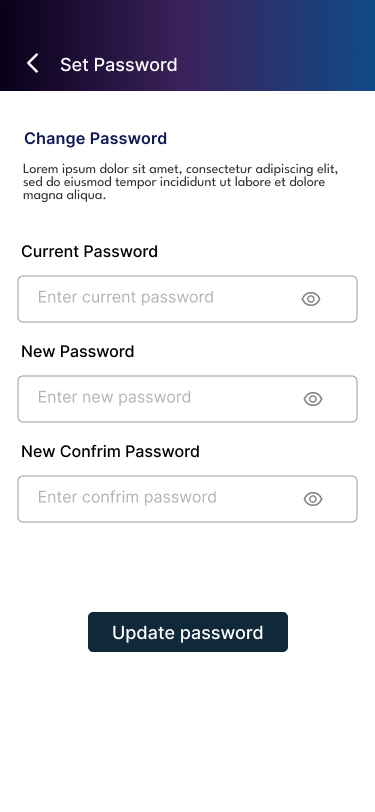 Set Password
Change Password
Lorem ipsum dolor sit amet, consectetur adipiscing elit,
sed do eiusmod tempor incididunt ut labore et dolore
magna aliqua.
Current Password
Enter current password
New Password
Enter new password
New Confrim Password
Enter confrim password
Update password